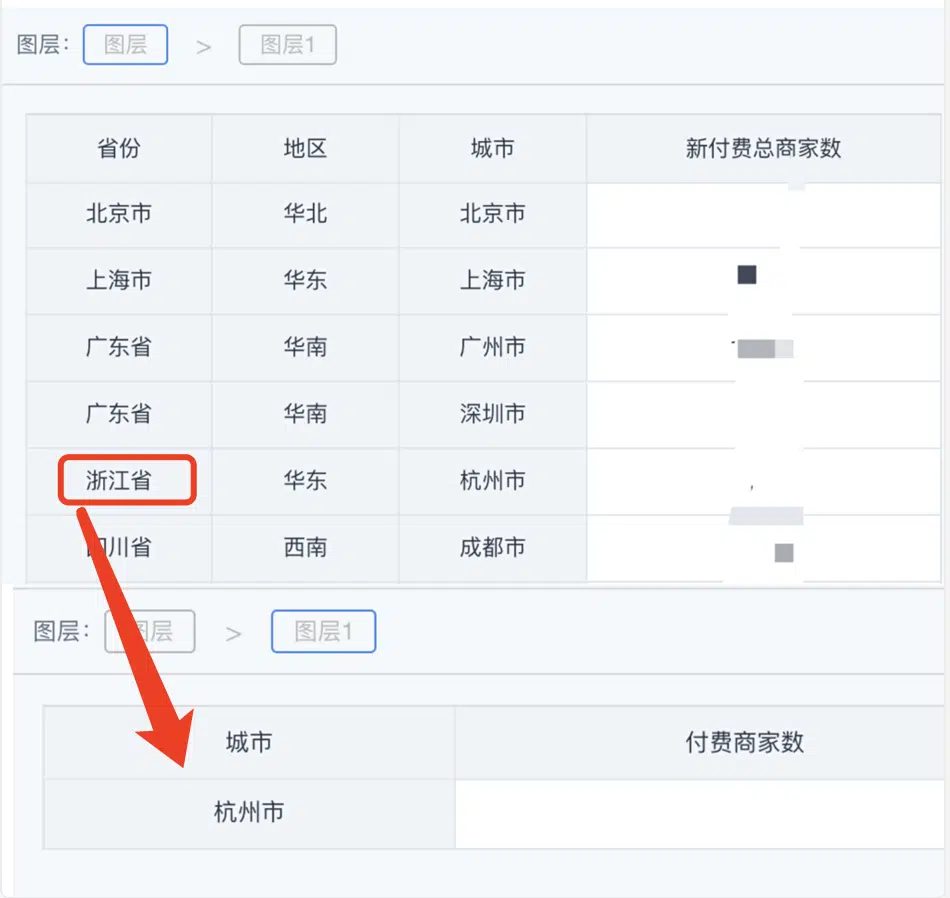 图层： 图层 > 图层1
省份 地区 城市 新付费总商家数
北京市 华北 北京市
上海市 华东 上海市
广东省 华南 广州市
广东省 华南 深圳市
浙江省 华东 杭州市
四川省 西南 成都市
图层： 图层 > 图层1
城市 付费商家数
杭州市